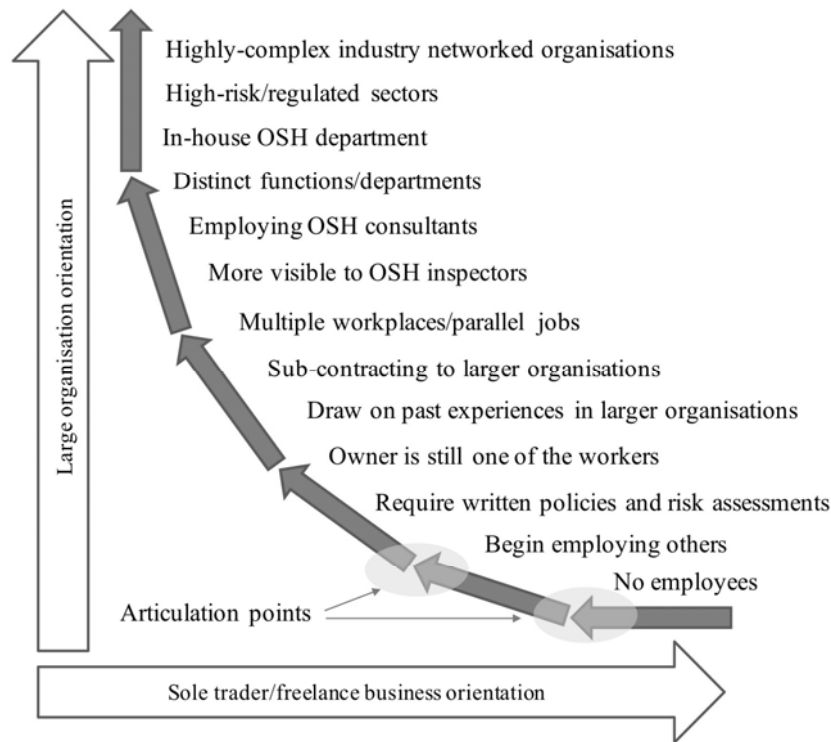 Highly-complex industry networked organisations
High-risk/regulated sectors
In-house OSH department
Distinct functions/departments
Employing OSH consultants
More visible to OSH inspectors
Multiple workplaces/parallel jobs
Sub-contracting to larger organisations
Draw on past experiences in larger organisations
Owner is still one of the workers
Require written policies and risk assessments
Begin employing others
No employees
Articulation points
Large organisation orientation
Sole trader/freelance business orientation